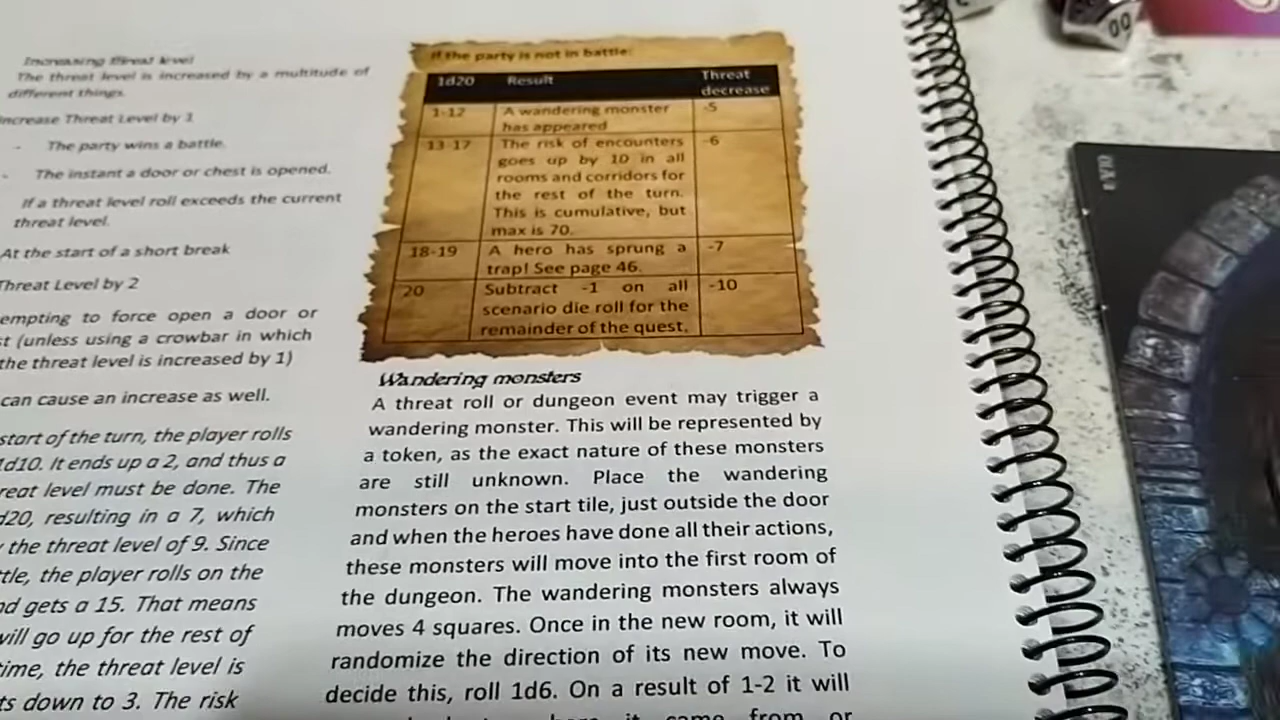 Increasing threat level
The threat level is increased by a multitude of
different things.
ncrease Threat Level by 1
- The party wins a battle.
- The instant a door or chest is opened.
If a threat level roll exceeds the current
threat level.
At the start of a short break
Threat Level by 2
empting to force open a door or
st (unless using a crowbar in which
the threat level is increased by 1)
can cause an increase as well.
start of the turn, the player rolls
1d10. It ends up a 2, and thus a
reat level must be done. The
d20, resulting in a 7, which
the threat level of 9. Since
ttle, the player rolls on the
nd gets a 15. That means
will go up for the rest of
time, the threat level is
ts down to 3. The risk
If the party is not in battle:
1d20 Result Threat decrease
1-12 A wandering monster -5
has appeared
13-17 The risk of encounters -6
goes up by 10 in all
rooms and corridors for
the rest of the turn.
This is cumulative, but
max is 70.
18-19 A hero has sprung a -7
trap! See page 46.
20 Subtract -1 on all -10
scenario die roll for the
remainder of the quest.
Wandering monsters
A threat roll or dungeon event may trigger a
wandering monster. This will be represented by
a token, as the exact nature of these monsters
are still unknown. Place the wandering
monsters on the start tile, just outside the door
and when the heroes have done all their actions,
these monsters will move into the first room of
the dungeon. The wandering monsters always
moves 4 squares. Once in the new room, it will
randomize the direction of its new move. To
decide this, roll 1d6. On a result of 1-2 it will
it came from or
00